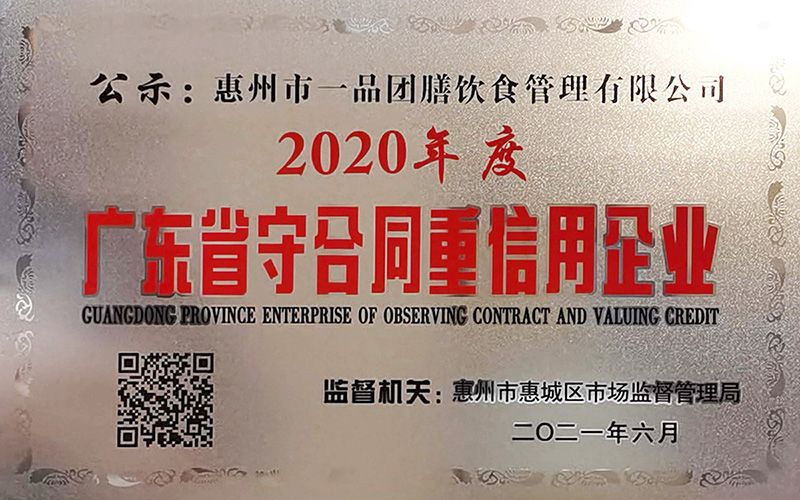 公示：惠州市一品团膳饮食管理有限公司
2020年度
广东省守合同重信用企业
GUANGDONG PROVINCE ENTERPRISE OF OBSERVING CONTRACT AND VALUING CREDIT
监督机关：惠州市惠城区市场监督管理局
二〇二一年六月